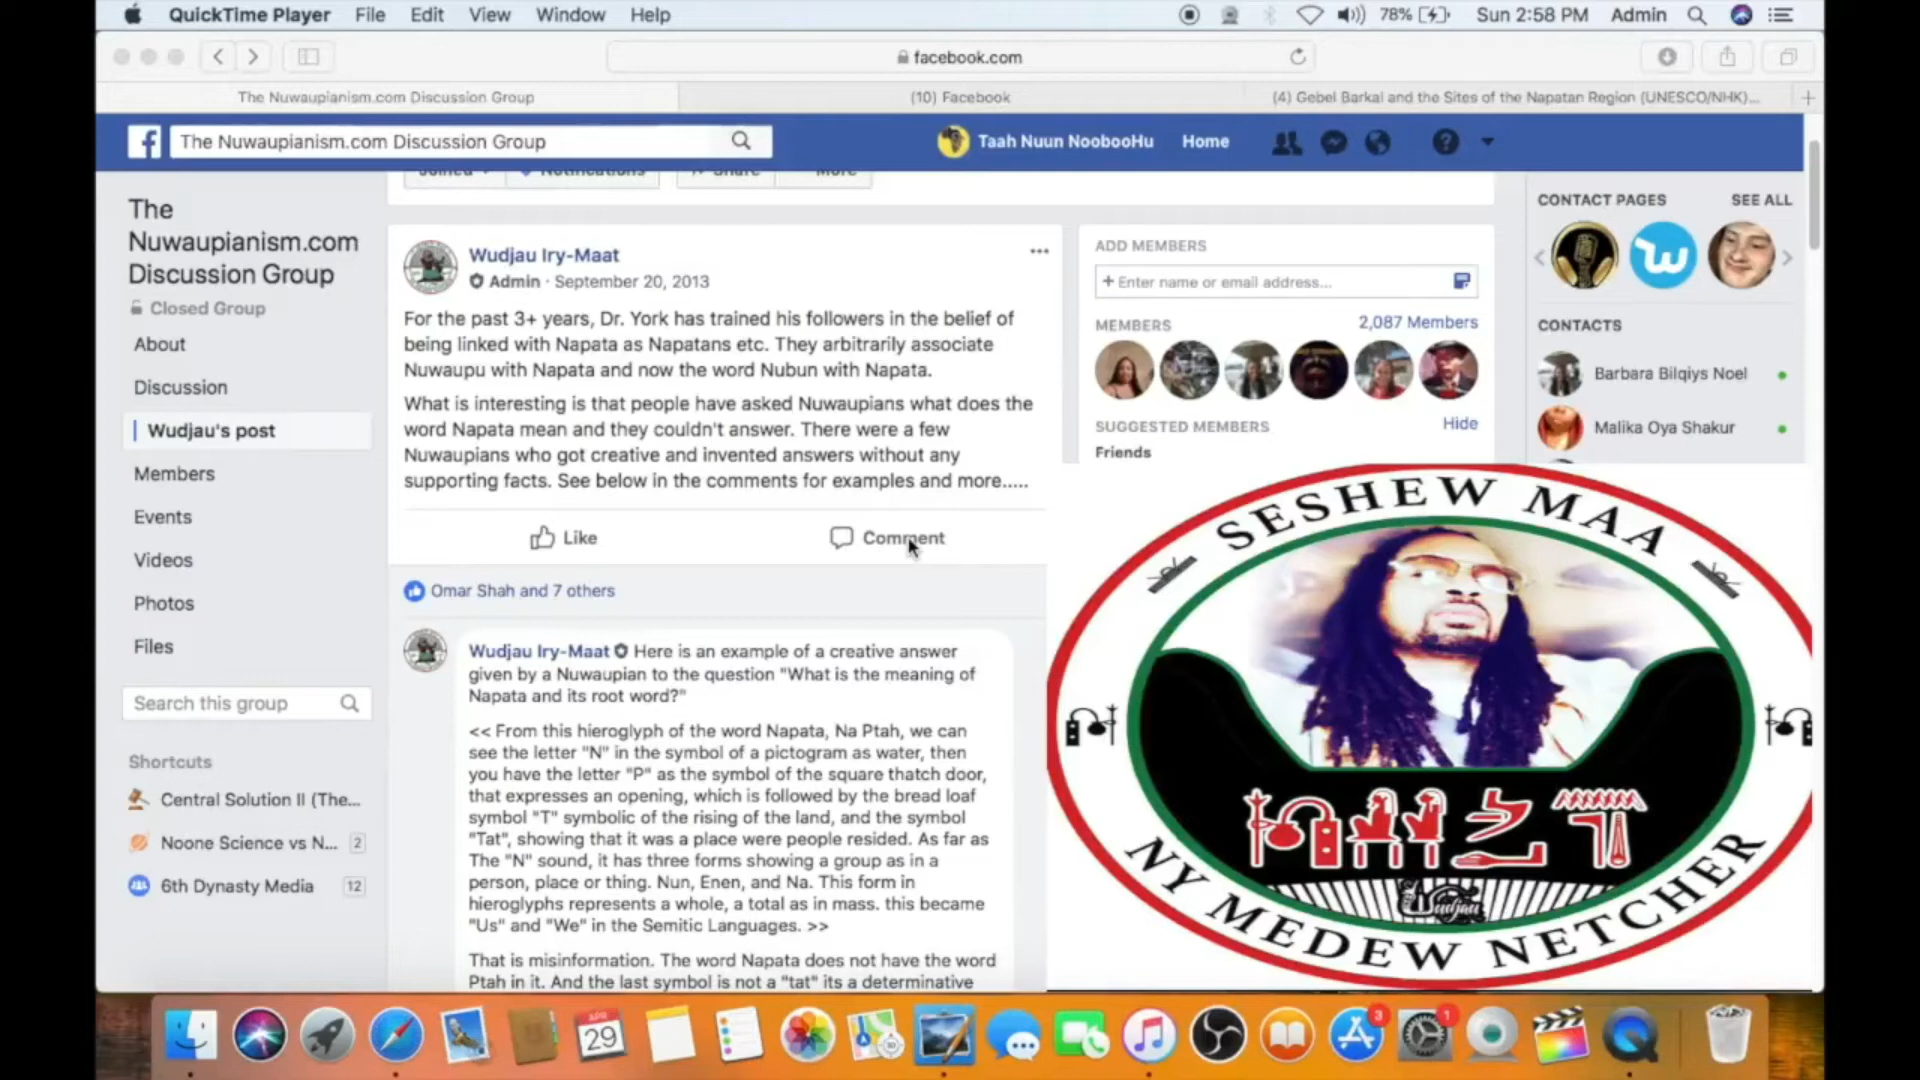 QuickTime Player File Edit View Window Help
78% Sun 2:58 PM Admin
facebook.com
The Nuwaupianism.com Discussion Group
(10) Facebook
(4) Gebel Barkal and the Sites of the Napatan Region (UNESCO/NHK)...
The Nuwaupianism.com Discussion Group
Taah Nuun NoobooHu Home
Joined Notifications Share More
The
Nuwaupianism.com
Discussion Group
Closed Group
About
Discussion
Wudjau's post
Members
Events
Videos
Photos
Files
Search this group
Shortcuts
Central Solution II (The...
Noone Science vs N... 2
6th Dynasty Media 12
Wudjau Iry-Maat
Admin · September 20, 2013
For the past 3+ years, Dr. York has trained his followers in the belief of
being linked with Napata as Napatans etc. They arbitrarily associate
Nuwaupu with Napata and now the word Nubun with Napata.
What is interesting is that people have asked Nuwaupians what does the
word Napata mean and they couldn't answer. There were a few
Nuwaupians who got creative and invented answers without any
supporting facts. See below in the comments for examples and more.....
Like Comment
Omar Shah and 7 others
Wudjau Iry-Maat Here is an example of a creative answer
given by a Nuwaupian to the question "What is the meaning of
Napata and its root word?"
<< From this hieroglyph of the word Napata, Na Ptah, we can
see the letter "N" in the symbol of a pictogram as water, then
you have the letter "P" as the symbol of the square thatch door,
that expresses an opening, which is followed by the bread loaf
symbol "T" symbolic of the rising of the land, and the symbol
"Tat", showing that it was a place were people resided. As far as
The "N" sound, it has three forms showing a group as in a
person, place or thing. Nun, Enen, and Na. This form in
hieroglyphs represents a whole, a total as in mass. this became
"Us" and "We" in the Semitic Languages. >>
That is misinformation. The word Napata does not have the word
Ptah in it. And the last symbol is not a "tat" its a determinative
ADD MEMBERS
+ Enter name or email address...
MEMBERS 2,087 Members
SUGGESTED MEMBERS Hide
Friends
CONTACT PAGES SEE ALL
CONTACTS
Barbara Bilqiys Noel
Malika Oya Shakur
SESHEW MAA
NY MEDEW NETCHER
Wudjau
APR
29
3
1